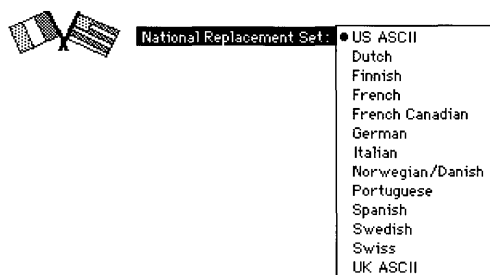 National Replacement Set: • US ASCII
Dutch
Finnish
French
French Canadian
German
Italian
Norwegian/Danish
Portuguese
Spanish
Swedish
Swiss
UK ASCII